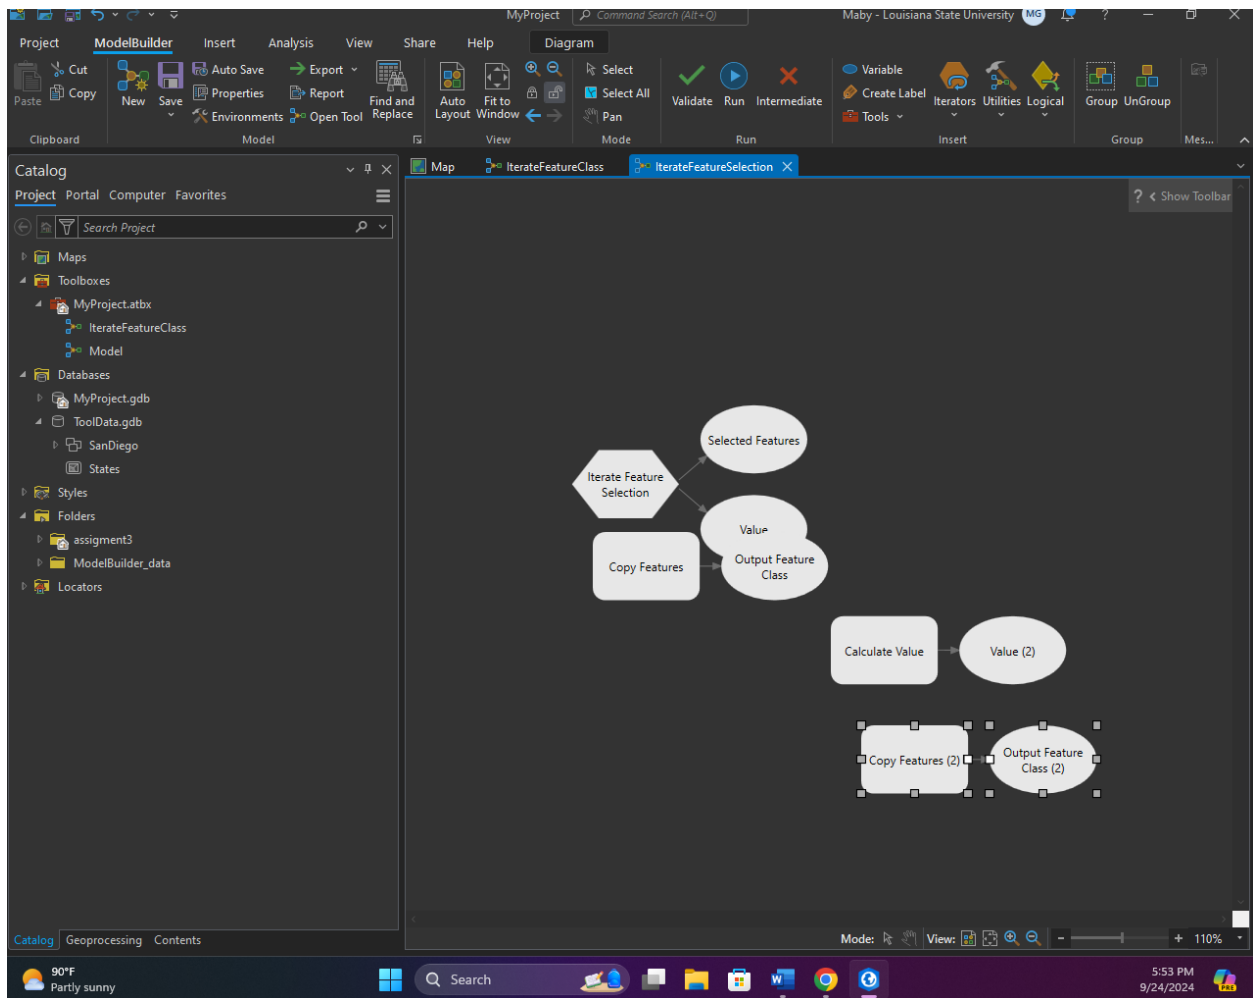 MyProject
Command Search (Alt+Q)
Maby - Louisiana State University
MG
?
Project
ModelBuilder
Insert
Analysis
View
Share
Help
Diagram
Paste
Cut
Copy
Clipboard
New
Save
Auto Save
Properties
Environments
Export
Report
Open Tool
Find and
Replace
Model
Auto
Layout
Fit to
Window
View
Select
Select All
Pan
Mode
Validate
Run
Intermediate
Run
Variable
Create Label
Tools
Iterators
Utilities
Logical
Insert
Group
UnGroup
Group
Mes...
Catalog
Project
Portal
Computer
Favorites
Search Project
Maps
Toolboxes
MyProject.atbx
IterateFeatureClass
Model
Databases
MyProject.gdb
ToolData.gdb
SanDiego
States
Styles
Folders
assigment3
ModelBuilder_data
Locators
Catalog
Geoprocessing
Contents
Map
IterateFeatureClass
IterateFeatureSelection
? < Show Toolbar
Iterate Feature
Selection
Selected Features
Value
Copy Features
Output Feature
Class
Calculate Value
Value (2)
Copy Features (2)
Output Feature
Class (2)
Mode:
View:
110%
90°F
Partly sunny
Search
5:53 PM
9/24/2024
PRE